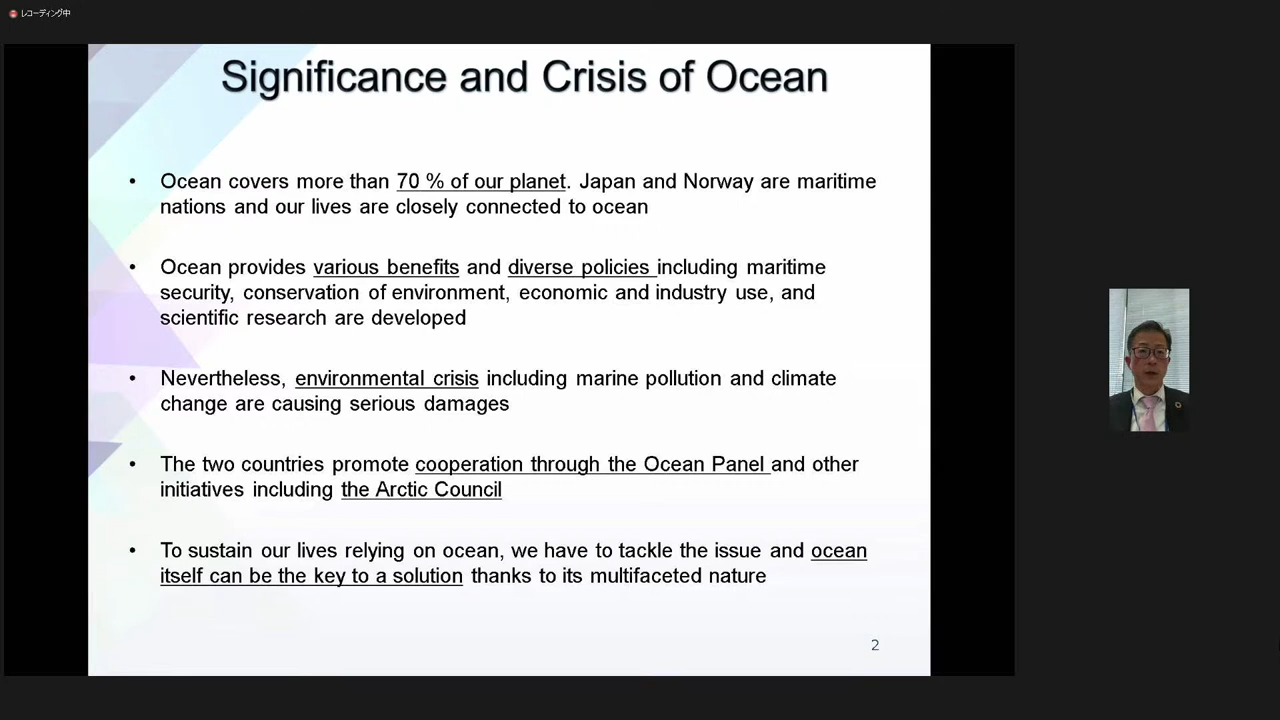 レコーディング中
Significance and Crisis of Ocean
• Ocean covers more than 70 % of our planet. Japan and Norway are maritime
nations and our lives are closely connected to ocean
• Ocean provides various benefits and diverse policies including maritime
security, conservation of environment, economic and industry use, and
scientific research are developed
• Nevertheless, environmental crisis including marine pollution and climate
change are causing serious damages
• The two countries promote cooperation through the Ocean Panel and other
initiatives including the Arctic Council
• To sustain our lives relying on ocean, we have to tackle the issue and ocean
itself can be the key to a solution thanks to its multifaceted nature
2